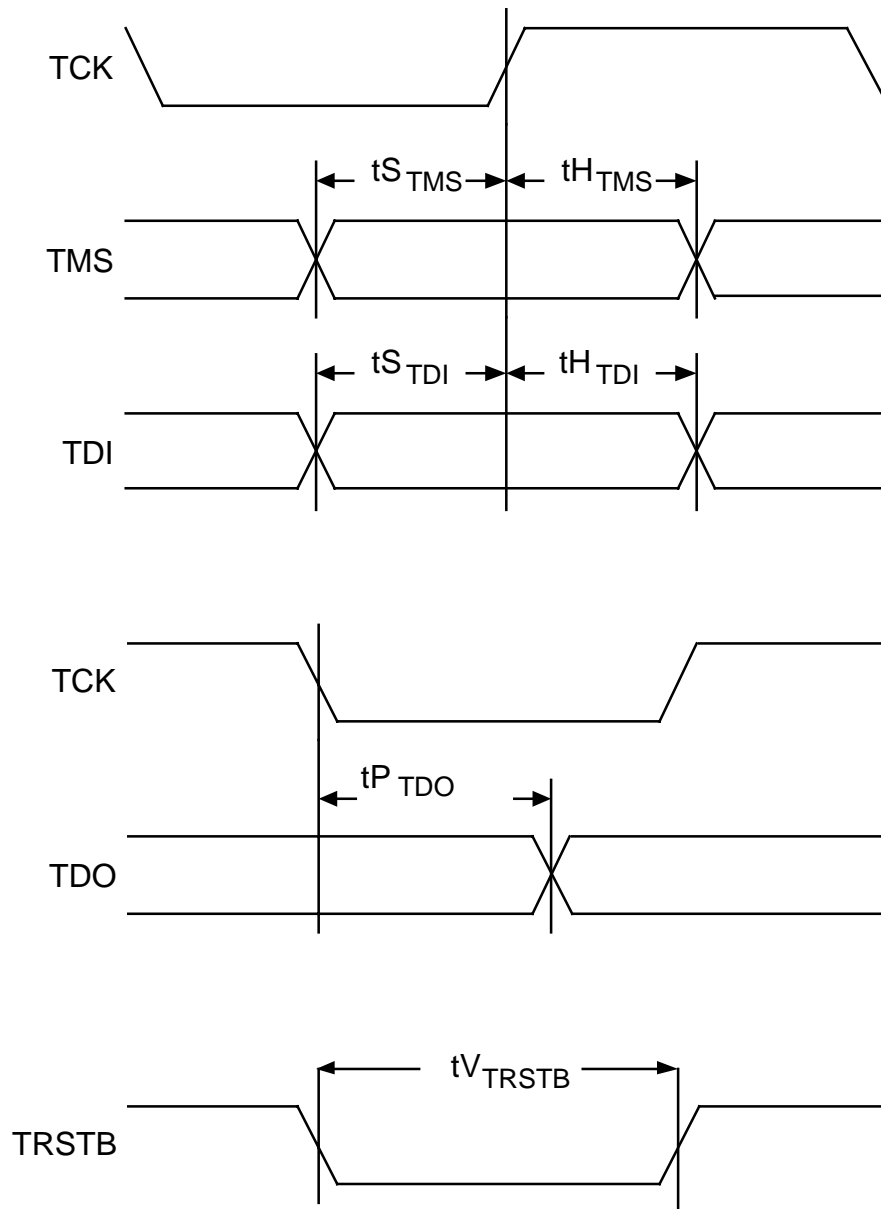 TCK
tS TMS tH TMS
TMS
tS TDI tH TDI
TDI
TCK
tP TDO
TDO
tV TRSTB
TRSTB